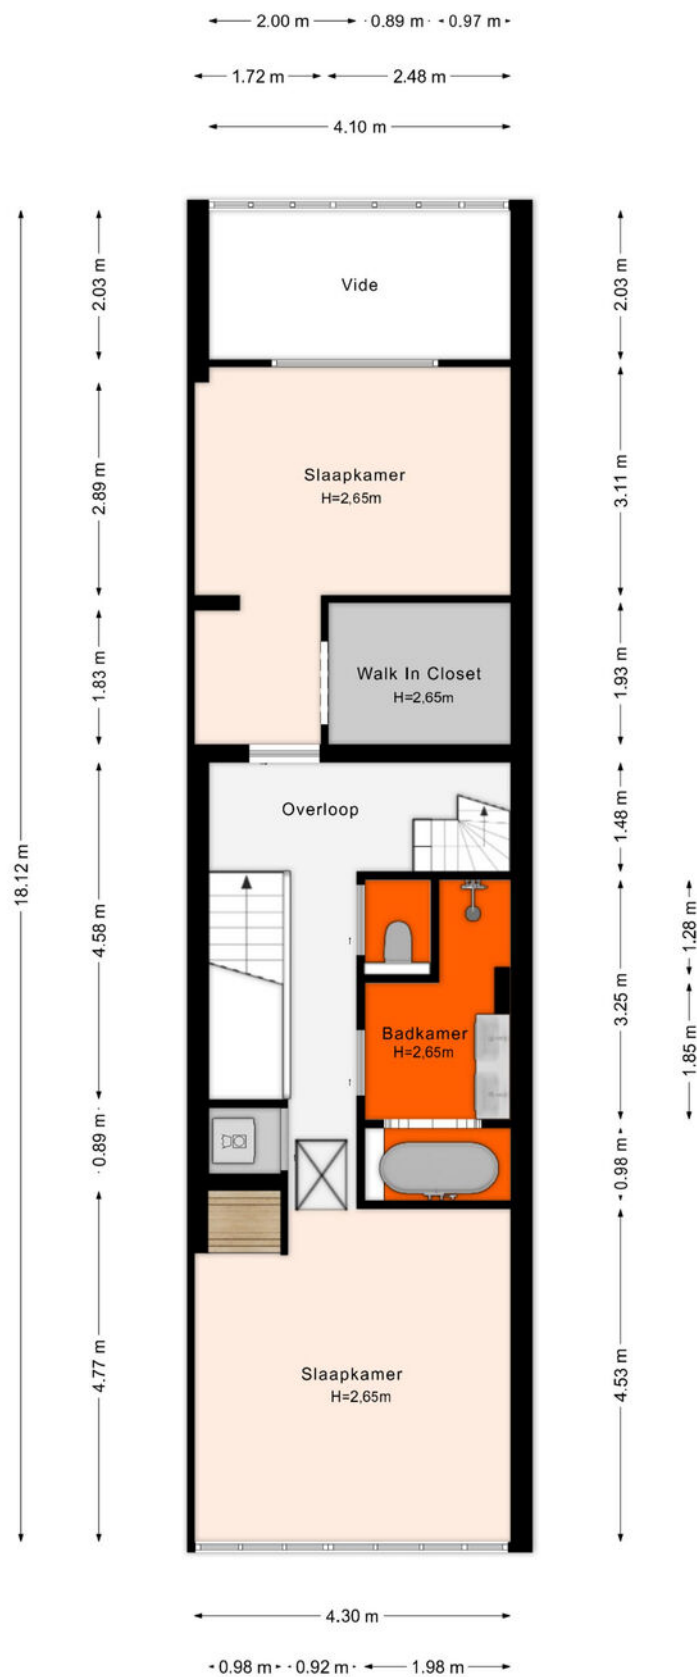 2.00 m 0.89 m 0.97 m
1.72 m 2.48 m
4.10 m
2.03 m
2.03 m
Vide
2.89 m
Slaapkamer
H=2,65m
3.11 m
1.83 m
Walk In Closet
H=2,65m
1.93 m
18.12 m
Overloop
1.48 m
4.58 m
Badkamer
H=2,65m
3.25 m
1.28 m
1.85 m
0.89 m
0.98 m
4.77 m
Slaapkamer
H=2,65m
4.53 m
4.30 m
0.98 m 0.92 m 1.98 m